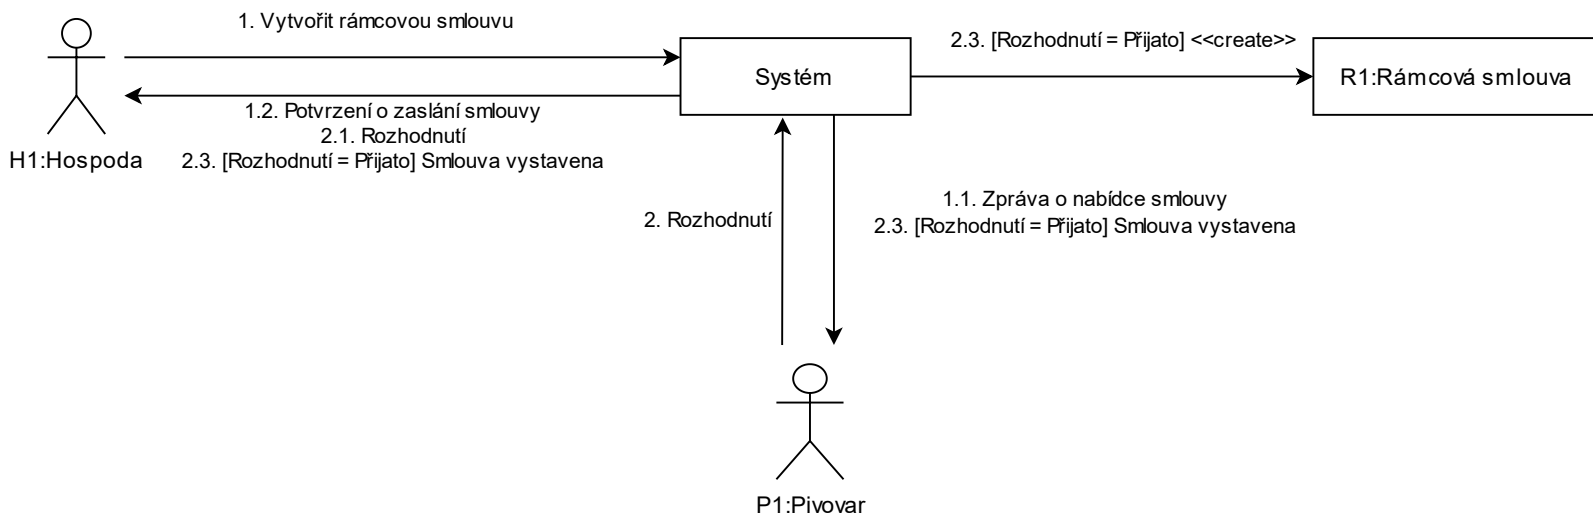 1. Vytvořit rámcovou smlouvu
2.3. [Rozhodnutí = Přijato] <<create>>
Systém
R1:Rámcová smlouva
1.2. Potvrzení o zaslání smlouvy
2.1. Rozhodnutí
2.3. [Rozhodnutí = Přijato] Smlouva vystavena
H1:Hospoda
1.1. Zpráva o nabídce smlouvy
2.3. [Rozhodnutí = Přijato] Smlouva vystavena
2. Rozhodnutí
P1:Pivovar